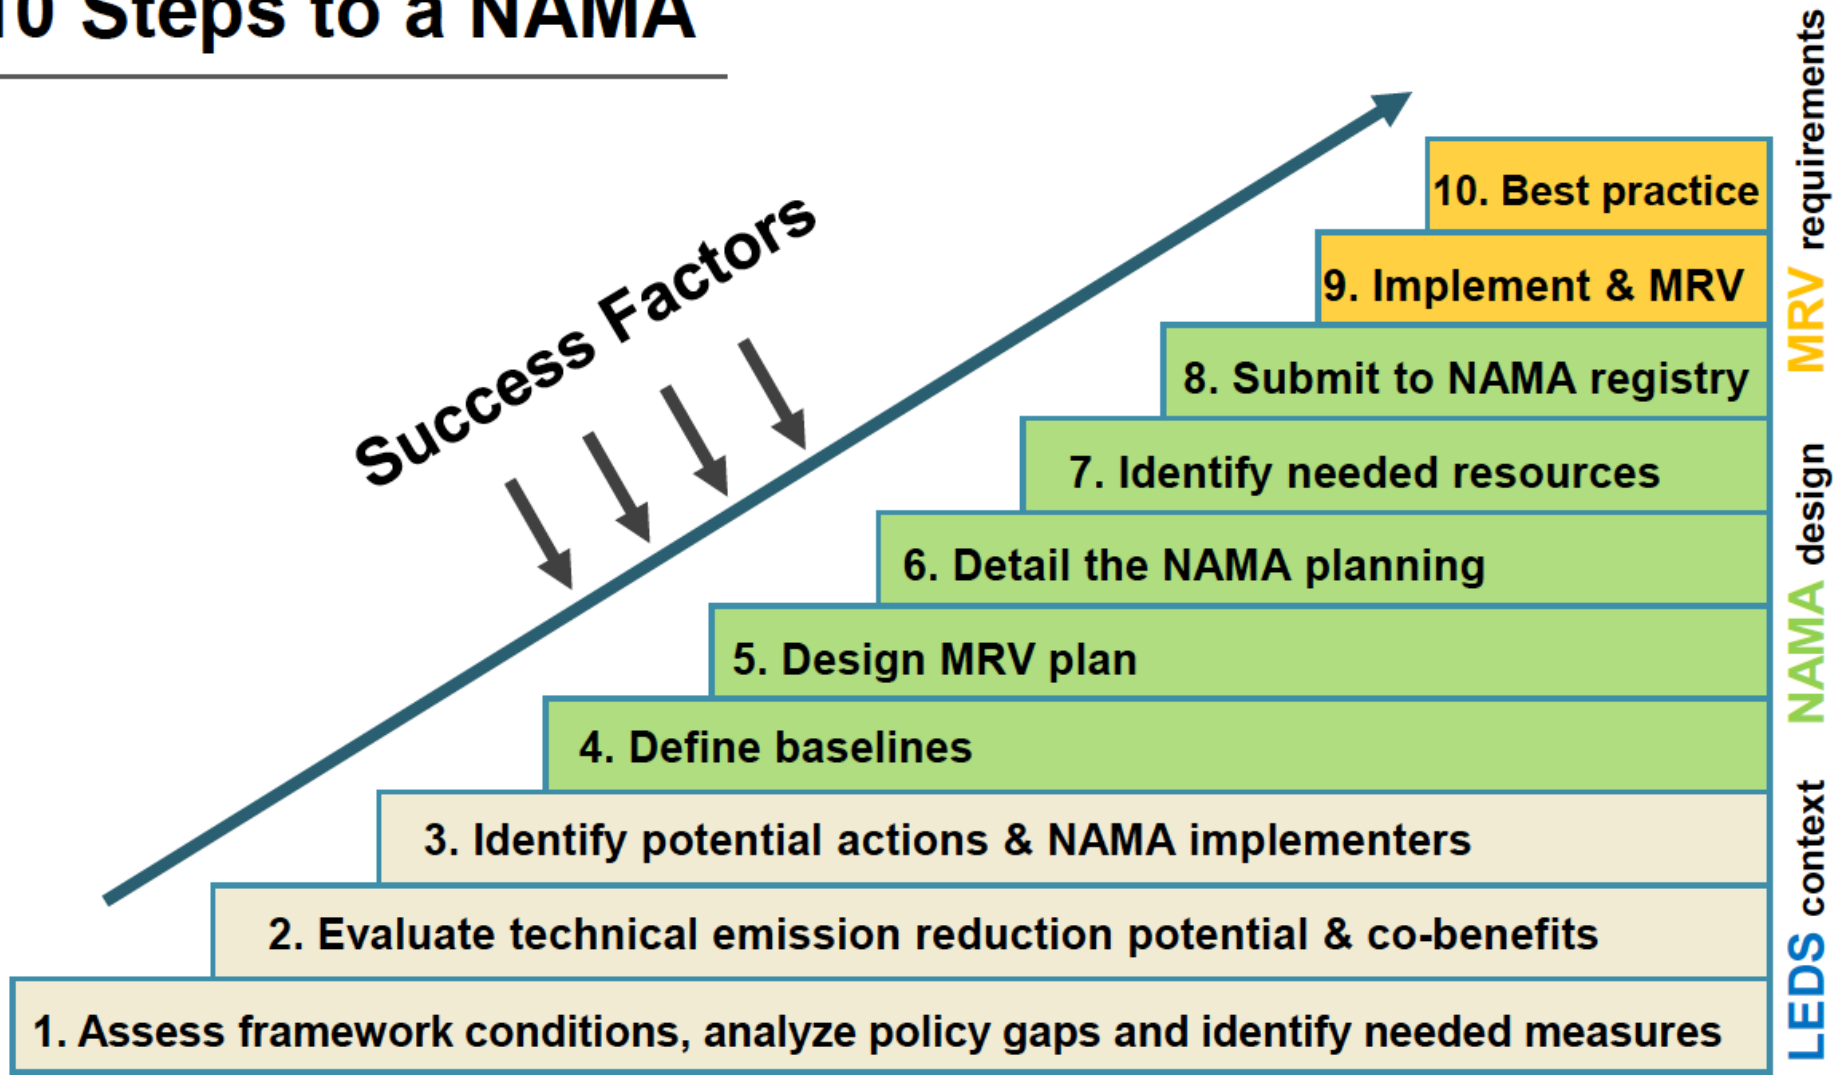 10 Steps to a NAMA
Success Factors
10. Best practice
9. Implement & MRV
8. Submit to NAMA registry
7. Identify needed resources
6. Detail the NAMA planning
5. Design MRV plan
4. Define baselines
3. Identify potential actions & NAMA implementers
2. Evaluate technical emission reduction potential & co-benefits
1. Assess framework conditions, analyze policy gaps and identify needed measures
MRV requirements
NAMA design
LEDS context